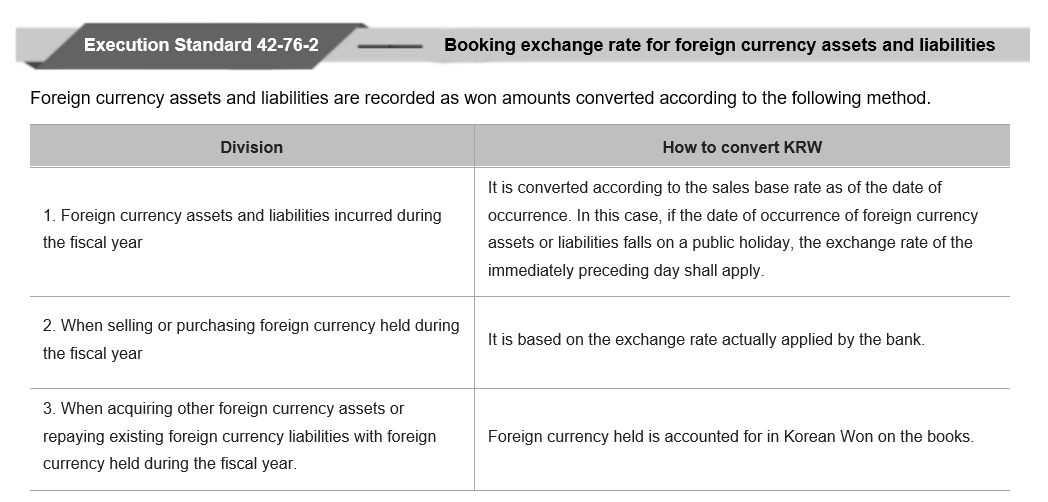 Execution Standard 42-76-2
Booking exchange rate for foreign currency assets and liabilities
Foreign currency assets and liabilities are recorded as won amounts converted according to the following method.
Division
How to convert KRW
1. Foreign currency assets and liabilities incurred during
the fiscal year
It is converted according to the sales base rate as of the date of
occurrence. In this case, if the date of occurrence of foreign currency
assets or liabilities falls on a public holiday, the exchange rate of the
immediately preceding day shall apply.
2. When selling or purchasing foreign currency held during
the fiscal year
It is based on the exchange rate actually applied by the bank.
3. When acquiring other foreign currency assets or
repaying existing foreign currency liabilities with foreign
currency held during the fiscal year.
Foreign currency held is accounted for in Korean Won on the books.